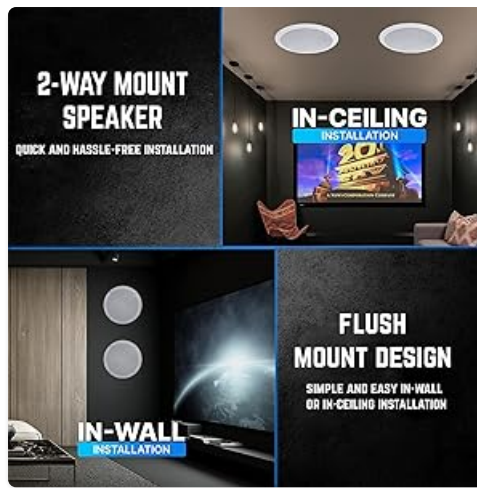 2-WAY MOUNT
SPEAKER
QUICK AND HASSLE-FREE INSTALLATION
IN-CEILING
INSTALLATION
20
IN-WALL
INSTALLATION
FLUSH
MOUNT DESIGN
SIMPLE AND EASY IN-WALL
OR IN-CEILING INSTALLATION